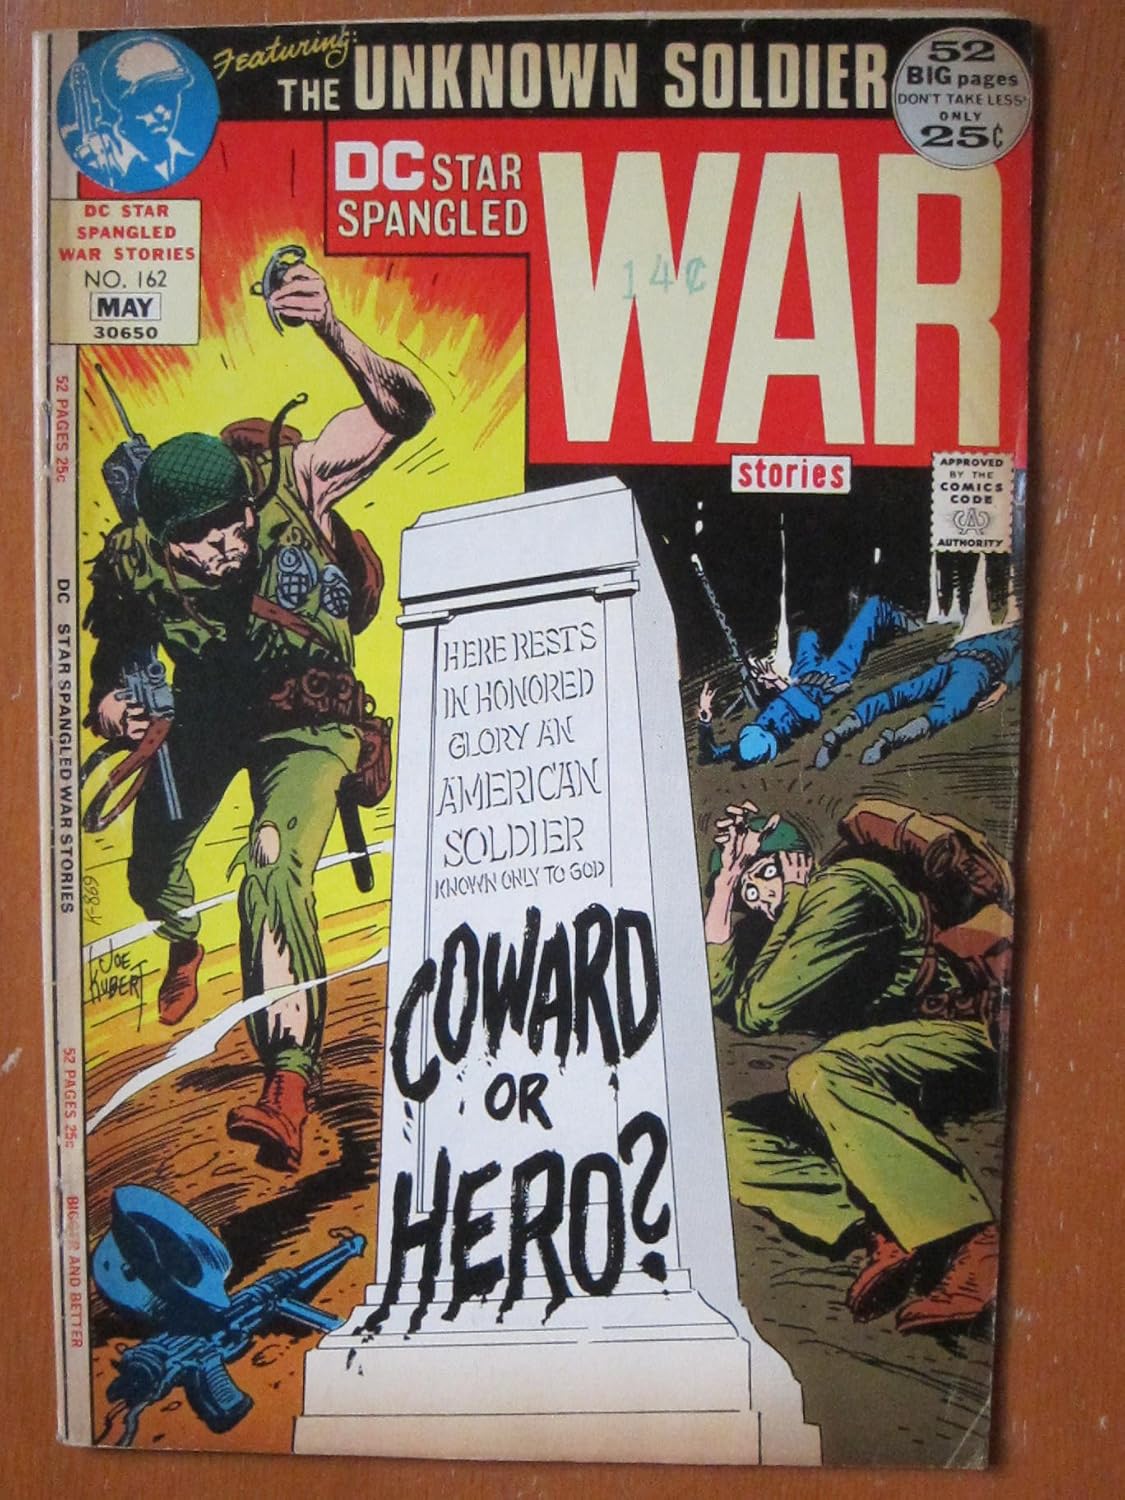 Featuring:
THE UNKNOWN SOLDIER
52
BIG pages
DON'T TAKE LESS!
ONLY
25¢
DC STAR
SPANGLED
WAR
stories
14¢
DC STAR
SPANGLED
WAR STORIES
NO. 162
MAY
30650
APPROVED
BY THE
COMICS
CODE
CA
AUTHORITY
52 PAGES 25¢
DC STAR SPANGLED WAR STORIES
52 PAGES 25¢
BIGGER AND BETTER
HERE RESTS
IN HONORED
GLORY AN
AMERICAN
SOLDIER
KNOWN ONLY TO GOD
COWARD
OR
HERO?
JOE
KUBERT